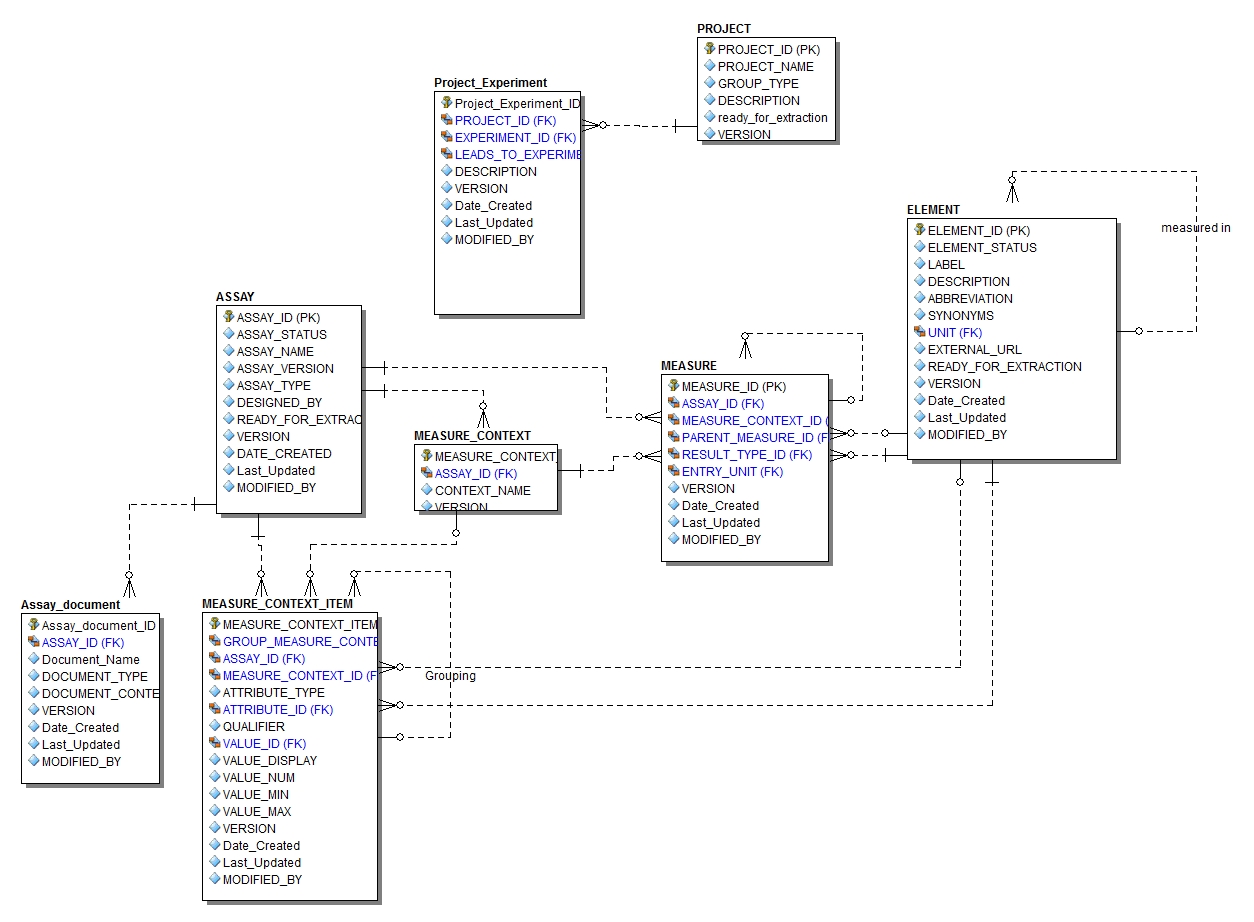 PROJECT
PROJECT_ID (PK)
PROJECT_NAME
GROUP_TYPE
DESCRIPTION
ready_for_extraction
VERSION
Project_Experiment
Project_Experiment_ID
PROJECT_ID (FK)
EXPERIMENT_ID (FK)
LEADS_TO_EXPERIME
DESCRIPTION
VERSION
Date_Created
Last_Updated
MODIFIED_BY
ELEMENT
ELEMENT_ID (PK)
ELEMENT_STATUS
LABEL
DESCRIPTION
ABBREVIATION
SYNONYMS
UNIT (FK)
EXTERNAL_URL
READY_FOR_EXTRACTION
VERSION
Date_Created
Last_Updated
MODIFIED_BY
measured in
ASSAY
ASSAY_ID (PK)
ASSAY_STATUS
ASSAY_NAME
ASSAY_VERSION
ASSAY_TYPE
DESIGNED_BY
READY_FOR_EXTRAC
VERSION
DATE_CREATED
Last_Updated
MODIFIED_BY
MEASURE
MEASURE_ID (PK)
ASSAY_ID (FK)
MEASURE_CONTEXT_ID (
PARENT_MEASURE_ID (F
RESULT_TYPE_ID (FK)
ENTRY_UNIT (FK)
VERSION
Date_Created
Last_Updated
MODIFIED_BY
MEASURE_CONTEXT
MEASURE_CONTEXT_
ASSAY_ID (FK)
CONTEXT_NAME
VERSION
Assay_document
Assay_document_ID
ASSAY_ID (FK)
Document_Name
DOCUMENT_TYPE
DOCUMENT_CONTE
VERSION
Date_Created
Last_Updated
MODIFIED_BY
MEASURE_CONTEXT_ITEM
MEASURE_CONTEXT_ITEM
GROUP_MEASURE_CONTE
ASSAY_ID (FK)
MEASURE_CONTEXT_ID (F
ATTRIBUTE_TYPE
ATTRIBUTE_ID (FK)
QUALIFIER
VALUE_ID (FK)
VALUE_DISPLAY
VALUE_NUM
VALUE_MIN
VALUE_MAX
VERSION
Date_Created
Last_Updated
MODIFIED_BY
Grouping